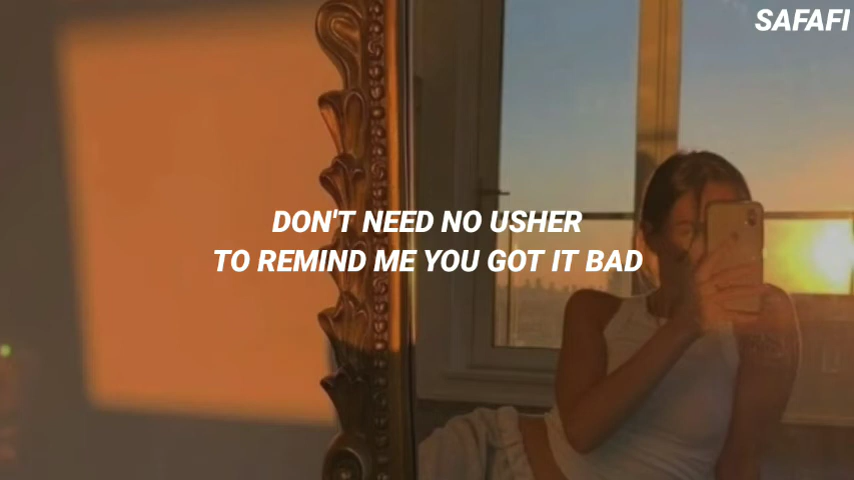 SAFAFI
DON'T NEED NO USHER
TO REMIND ME YOU GOT IT BAD